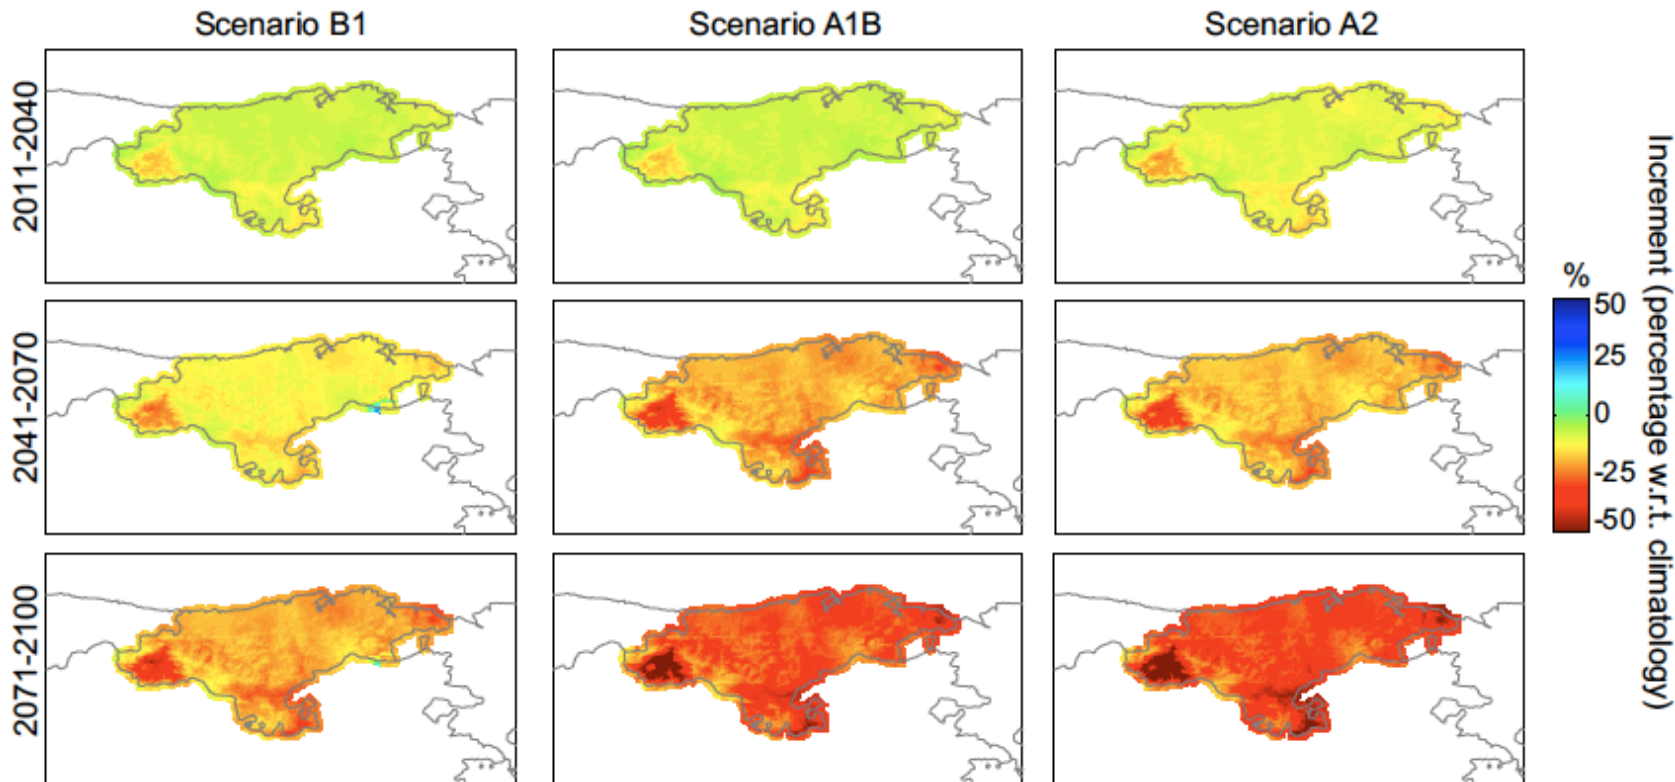 Scenario B1
Scenario A1B
Scenario A2
2011-2040
2041-2070
2071-2100
%
50
25
0
-25
-50
Increment (percentage w.r.t. climatology)